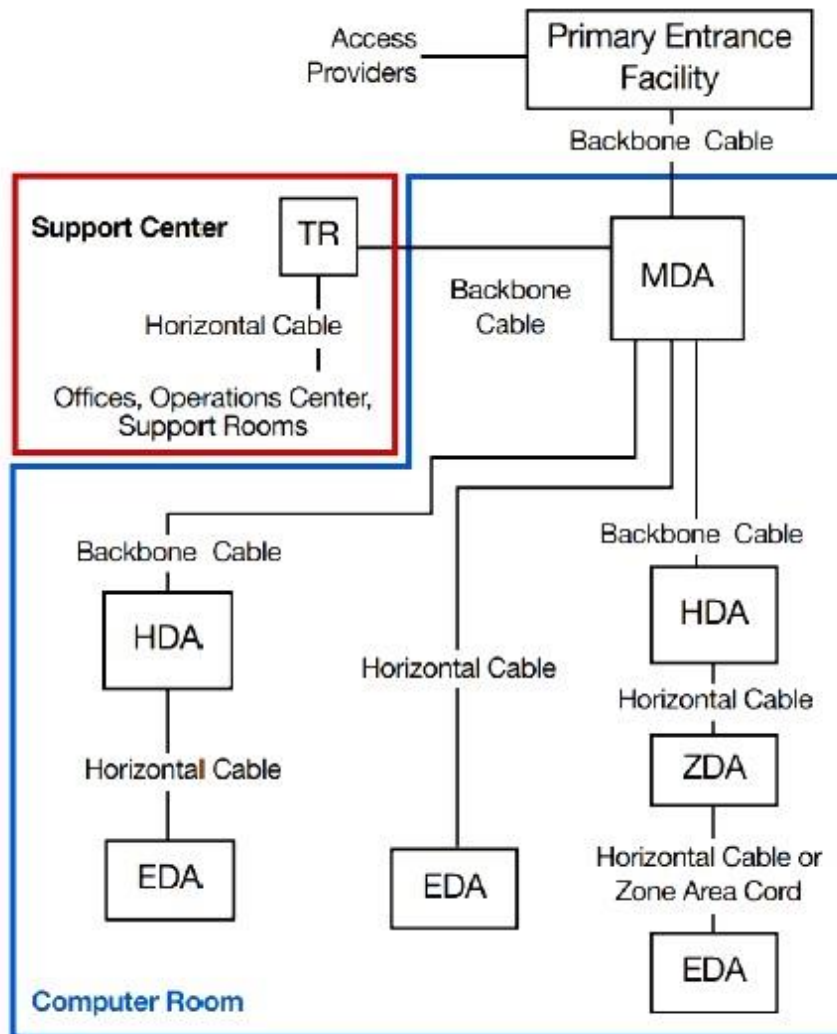 Access
Providers
Primary Entrance
Facility
Backbone Cable
Support Center
TR
MDA
Backbone
Cable
Horizontal Cable
Offices, Operations Center,
Support Rooms
Backbone Cable
Backbone Cable
HDA
HDA
Horizontal Cable
Horizontal Cable
ZDA
Horizontal Cable
EDA
EDA
Horizontal Cable or
Zone Area Cord
EDA
Computer Room